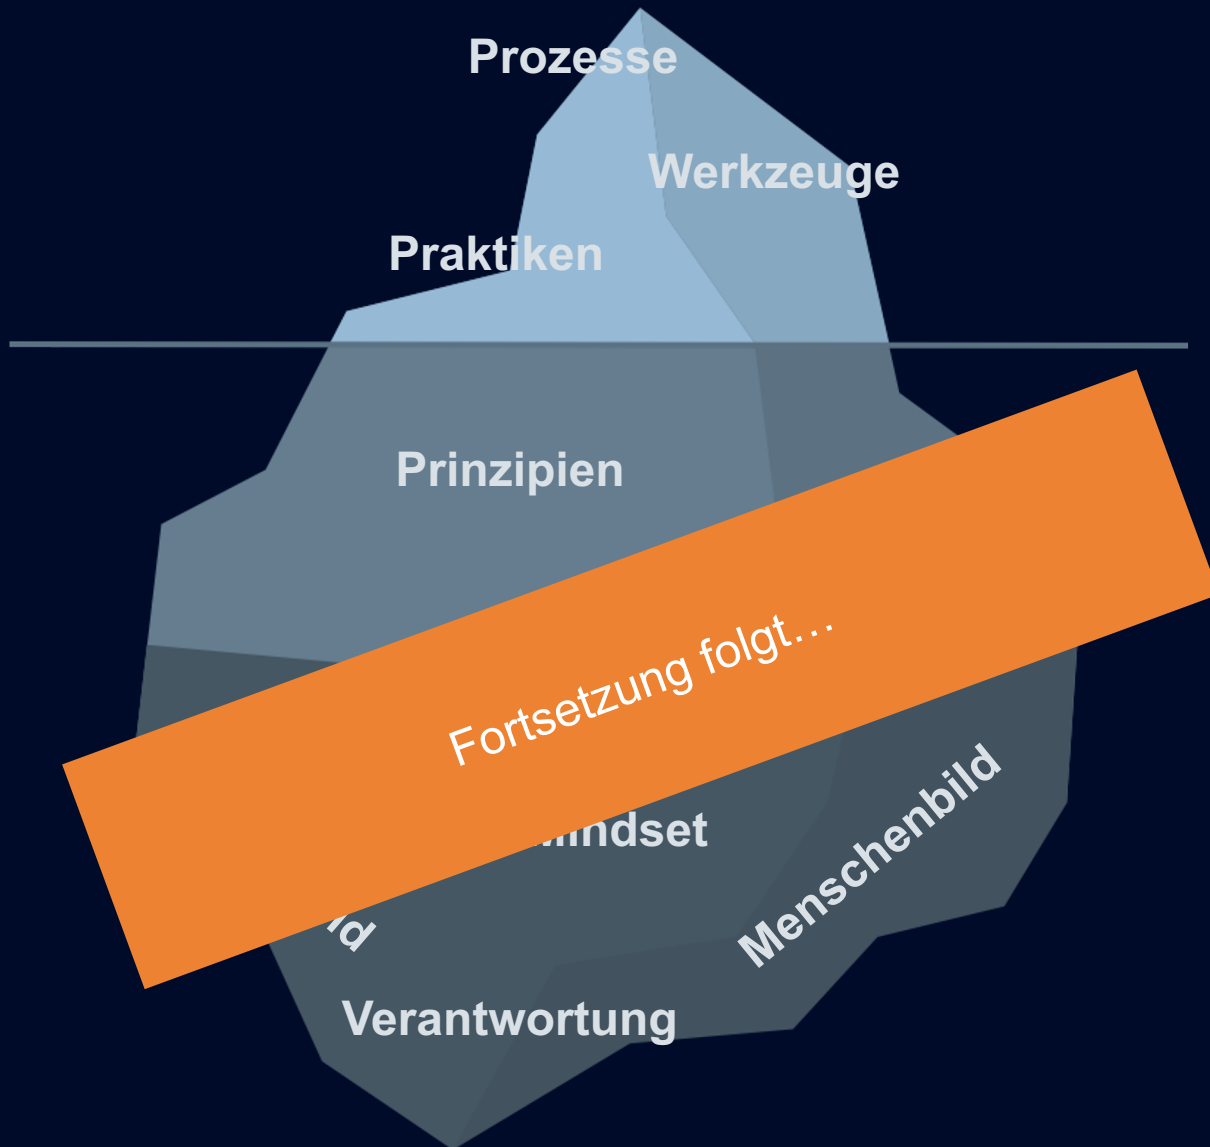 Prozesse
Werkzeuge
Praktiken
Prinzipien
Fortsetzung folgt…
Menschenbild
Verantwortung